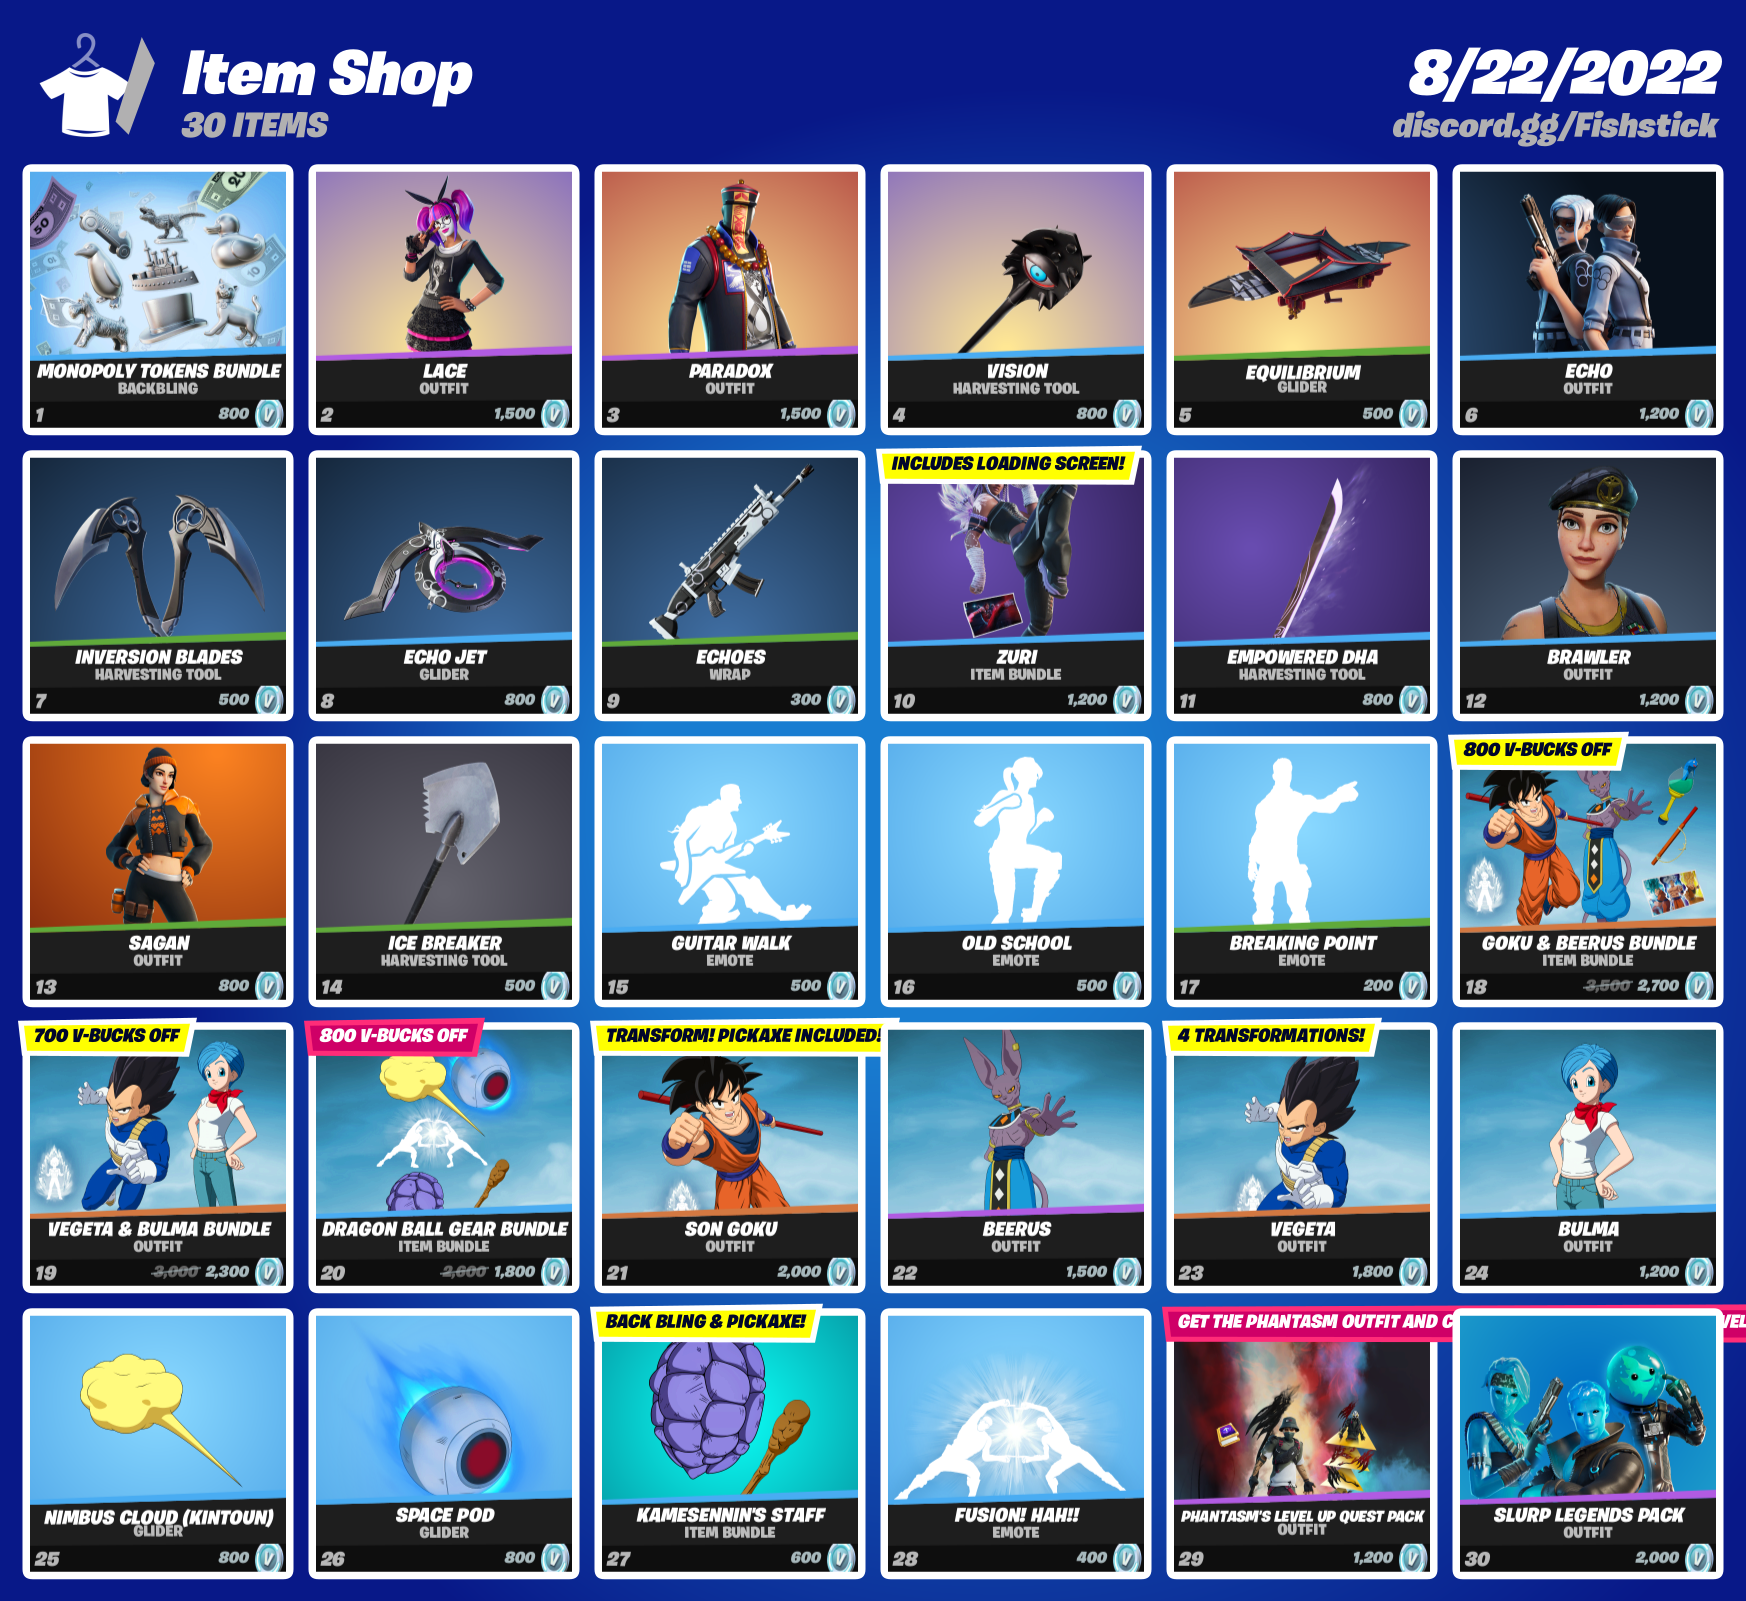 Item Shop
30 ITEMS
8/22/2022
discord.gg/Fishstick
MONOPOLY TOKENS BUNDLE
BACKBLING
1 800
LACE
OUTFIT
2 1,500
PARADOX
OUTFIT
3 1,500
VISION
HARVESTING TOOL
4 800
EQUILIBRIUM
GLIDER
5 500
ECHO
OUTFIT
6 1,200
INVERSION BLADES
HARVESTING TOOL
7 500
ECHO JET
GLIDER
8 800
ECHOES
WRAP
9 300
INCLUDES LOADING SCREEN!
ZURI
ITEM BUNDLE
10 1,200
EMPOWERED DHA
HARVESTING TOOL
11 800
BRAWLER
OUTFIT
12 1,200
SAGAN
OUTFIT
13 800
ICE BREAKER
HARVESTING TOOL
14 500
GUITAR WALK
EMOTE
15 500
OLD SCHOOL
EMOTE
16 500
BREAKING POINT
EMOTE
17 200
800 V-BUCKS OFF
GOKU & BEERUS BUNDLE
ITEM BUNDLE
18 3,500 2,700
700 V-BUCKS OFF
VEGETA & BULMA BUNDLE
OUTFIT
19 3,000 2,300
800 V-BUCKS OFF
DRAGON BALL GEAR BUNDLE
ITEM BUNDLE
20 2,600 1,800
TRANSFORM! PICKAXE INCLUDED!
SON GOKU
OUTFIT
21 2,000
BEERUS
OUTFIT
22 1,500
4 TRANSFORMATIONS!
VEGETA
OUTFIT
23 1,800
BULMA
OUTFIT
24 1,200
NIMBUS CLOUD (KINTOUN)
GLIDER
25 800
SPACE POD
GLIDER
26 800
BACK BLING & PICKAXE!
KAMESENNIN'S STAFF
ITEM BUNDLE
27 600
FUSION! HAH!!
EMOTE
28 400
GET THE PHANTASM OUTFIT AND
PHANTASM'S LEVEL UP QUEST PACK
OUTFIT
29 1,200
SLURP LEGENDS PACK
OUTFIT
30 2,000